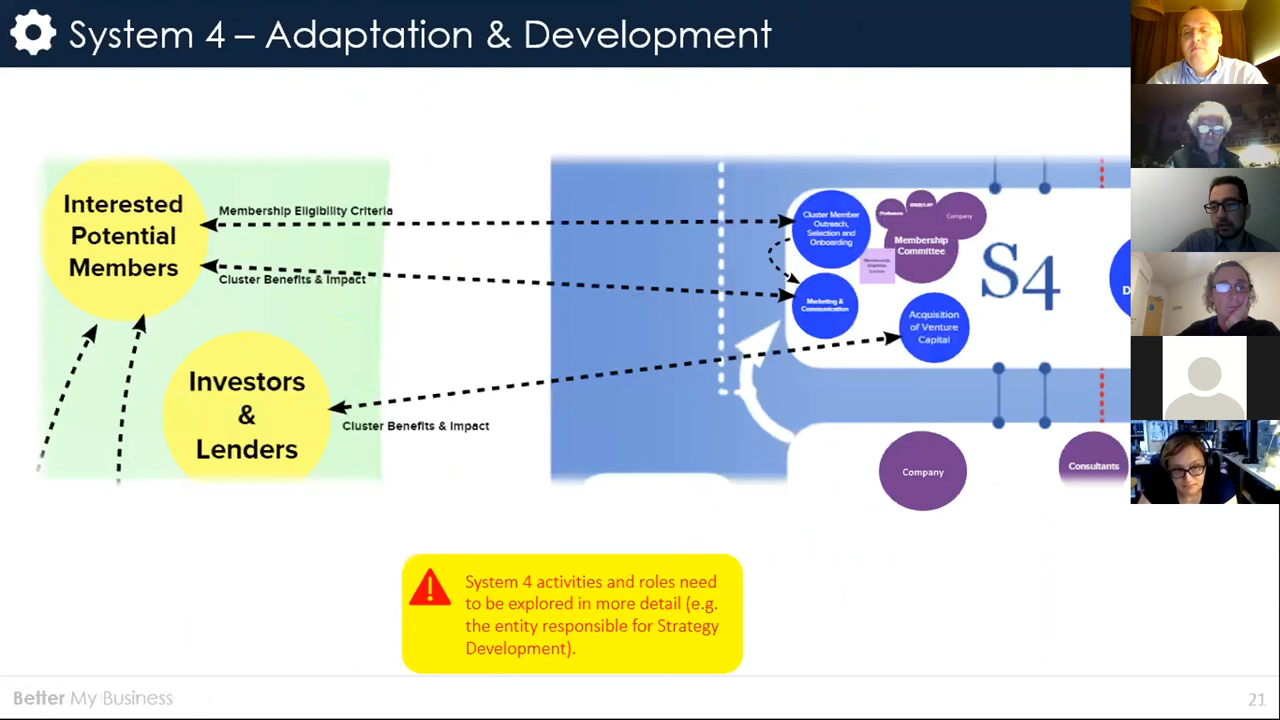 System 4 – Adaptation & Development
Interested
Potential
Members
Membership Eligibility Criteria
Cluster Benefits & Impact
Investors
&
Lenders
Cluster Benefits & Impact
Cluster Member
Outreach,
Selection and
Onboarding
Marketing &
Communication
Company
Membership
Committee
Acquisition
of Venture
Capital
S4
D
Company
Consultants
System 4 activities and roles need
to be explored in more detail (e.g.
the entity responsible for Strategy
Development).
Better My Business
21